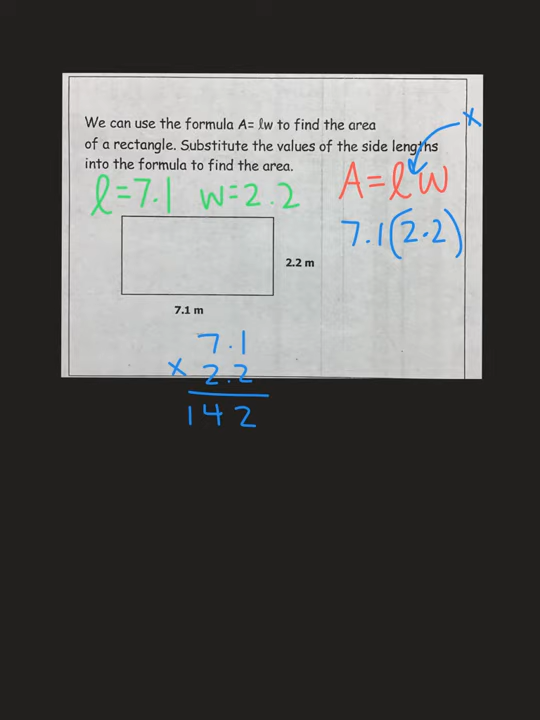 We can use the formula A= ℓw to find the area
of a rectangle. Substitute the values of the side lengths
into the formula to find the area.
x
A=ℓw
ℓ=7.1 w=2.2
7.1(2.2)
2.2 m
7.1 m
7.1
x 2.2
142